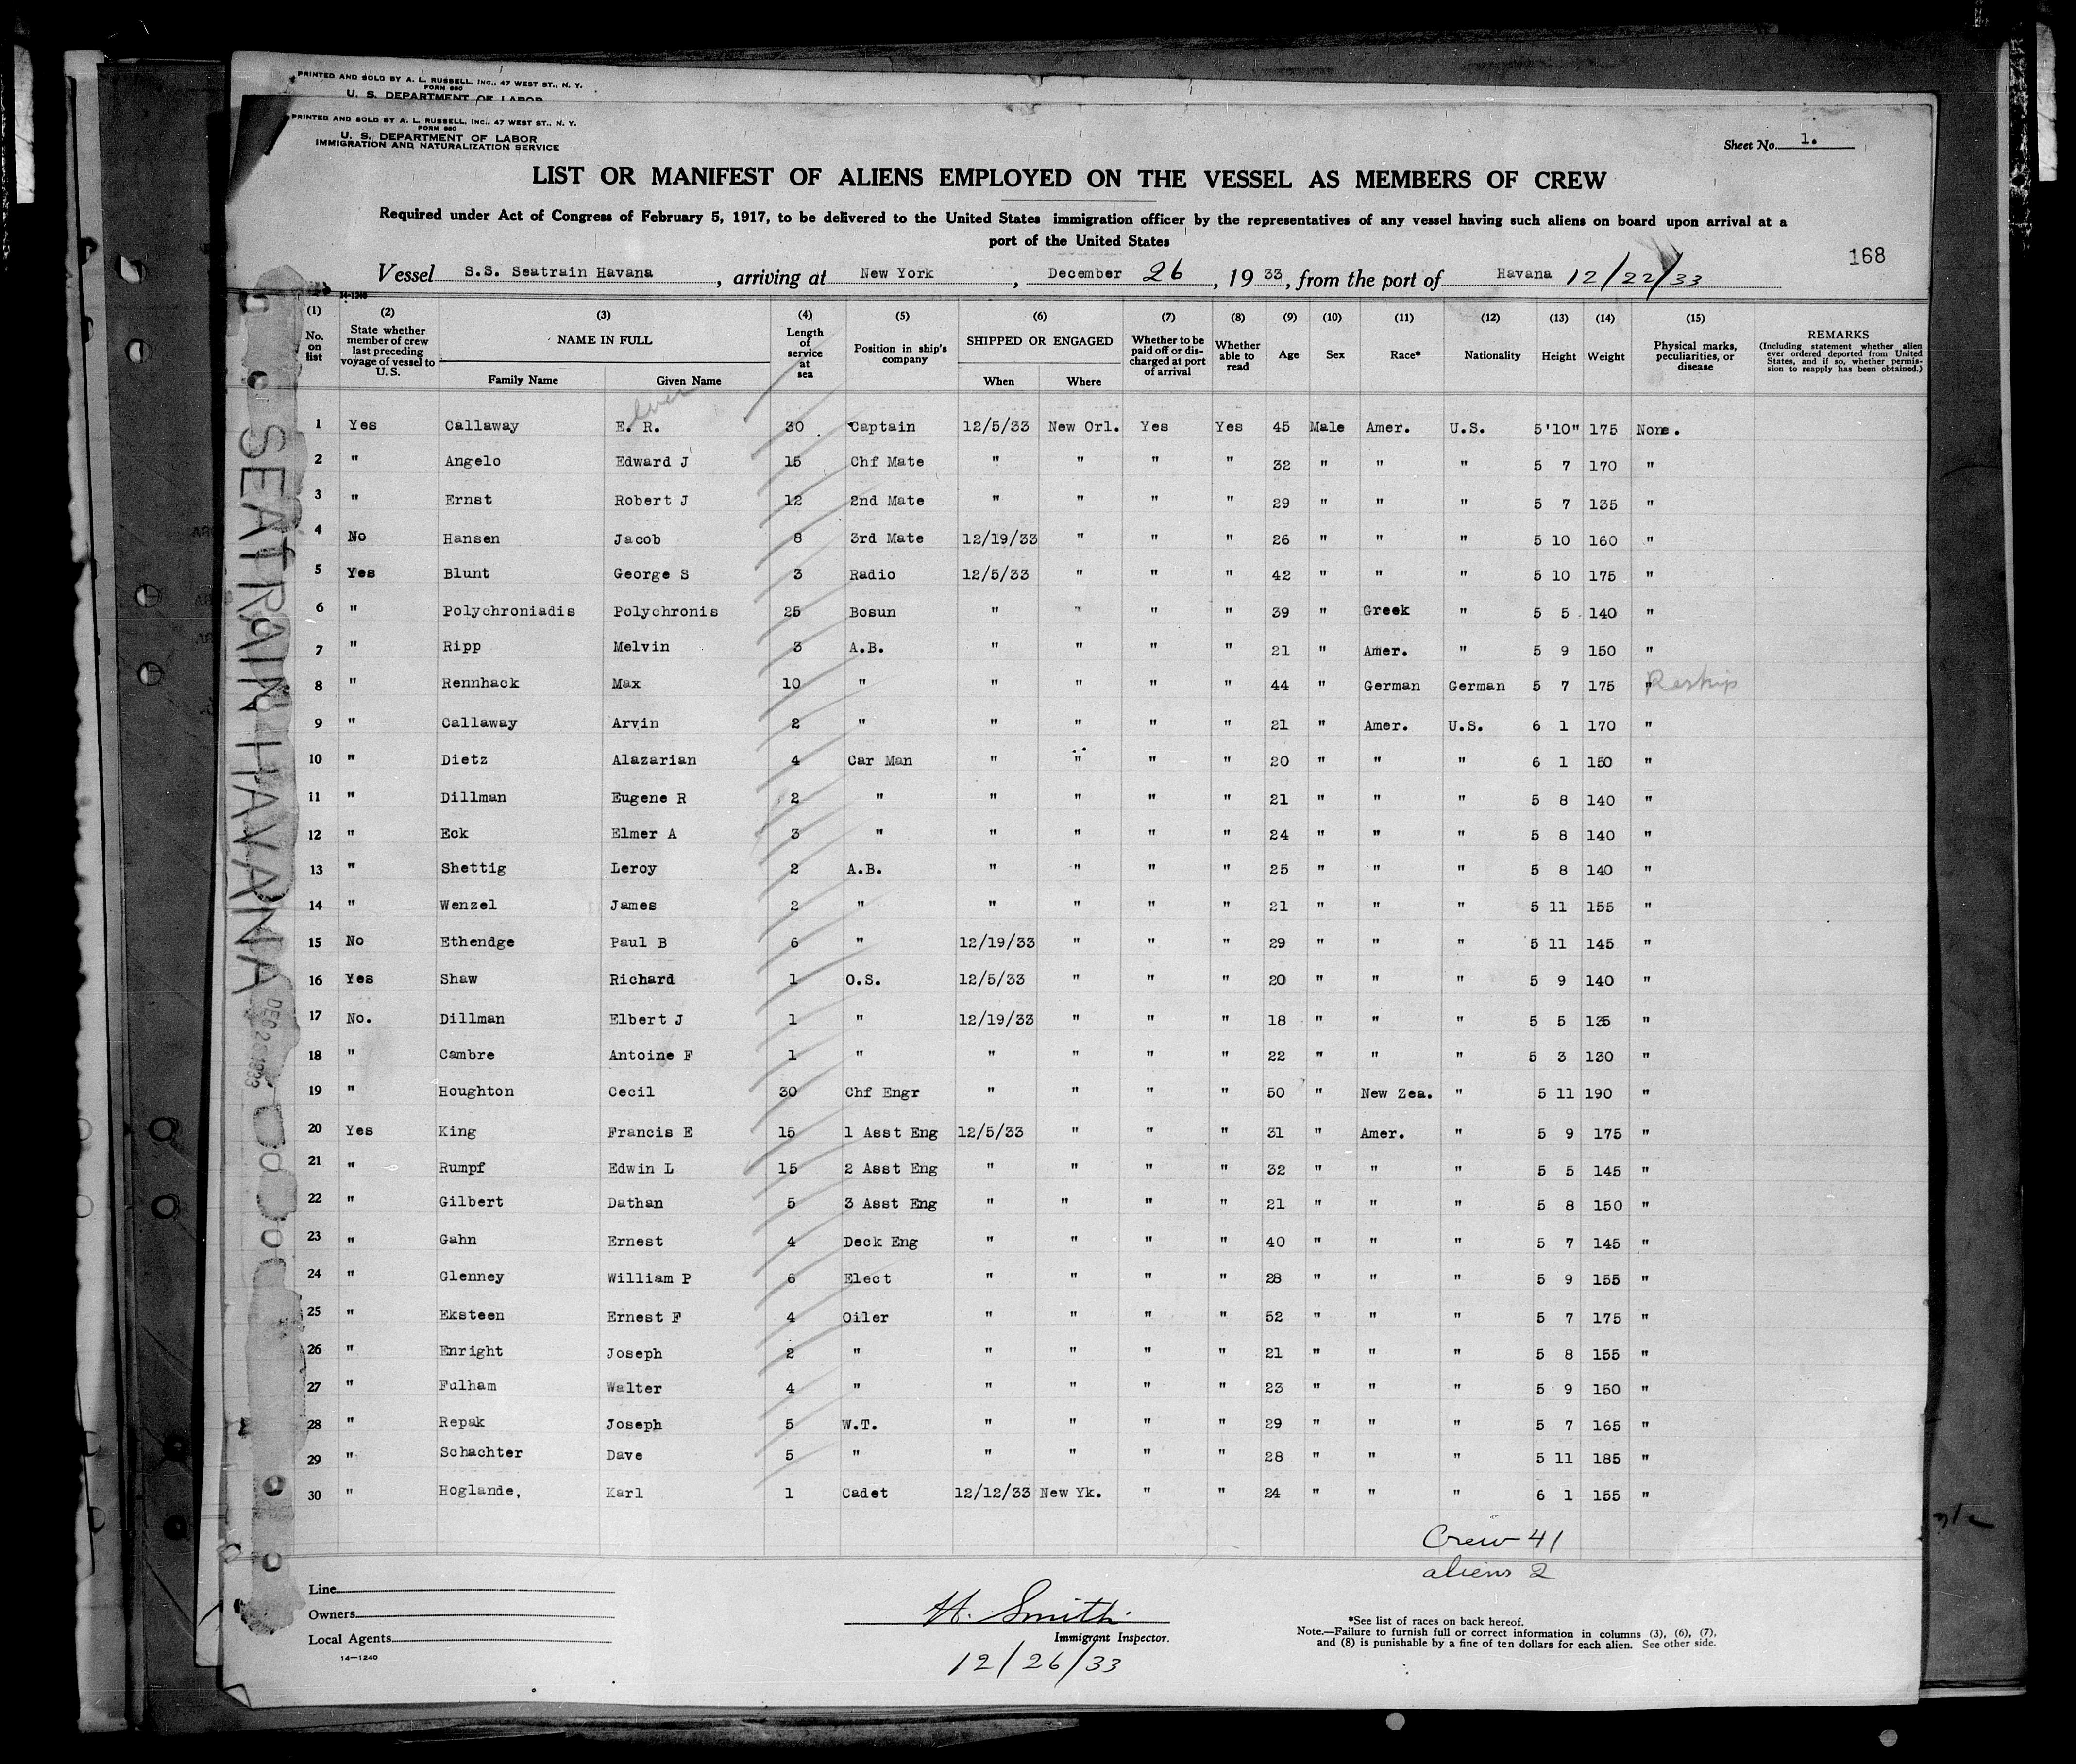 PRINTED AND SOLD BY A. L. RUSSELL, INC., 47 WEST ST., N. Y.
FORM 680
U. S. DEPARTMENT OF LABOR
PRINTED AND SOLD BY A. L. RUSSELL, INC., 47 WEST ST., N. Y.
FORM 680
U. S. DEPARTMENT OF LABOR
IMMIGRATION AND NATURALIZATION SERVICE
Sheet No. 1.
LIST OR MANIFEST OF ALIENS EMPLOYED ON THE VESSEL AS MEMBERS OF CREW
Required under Act of Congress of February 5, 1917, to be delivered to the United States immigration officer by the representatives of any vessel having such aliens on board upon arrival at a
port of the United States
168
Vessel S.S. Seatrain Havana, arriving at New York, December 26, 1933, from the port of Havana 12/22/33
14-1240
(1) (2) (3) (4) (5) (6) (7) (8) (9) (10) (11) (12) (13) (14) (15)
No. on list | State whether member of crew last preceding voyage of vessel to U. S. | NAME IN FULL Family Name Given Name | Length of service at sea | Position in ship's company | SHIPPED OR ENGAGED When Where | Whether to be paid off or discharged at port of arrival | Whether able to read | Age | Sex | Race* | Nationality | Height | Weight | Physical marks, peculiarities, or disease | REMARKS (Including statement whether alien ever ordered deported from United States, and if so, whether permission to reapply has been obtained.)
1 Yes Callaway E. R. 30 Captain 12/5/33 New Orl. Yes Yes 45 Male Amer. U.S. 5'10" 175 None.
2 " Angelo Edward J 15 Chf Mate " " " " 32 " " " 5 7 170 "
3 " Ernst Robert J 12 2nd Mate " " " " 29 " " " 5 7 135 "
4 No Hansen Jacob 8 3rd Mate 12/19/33 " " " 26 " " " 5 10 160 "
5 Yes Blunt George S 3 Radio 12/5/33 " " " 42 " " " 5 10 175 "
6 " Polychroniadis Polychronis 25 Bosun " " " " 39 " Greek " 5 5 140 "
7 " Ripp Melvin 3 A.B. " " " " 21 " Amer. " 5 9 150 "
8 " Rennhack Max 10 " " " " " 44 " German German 5 7 175 " Reship
9 " Callaway Arvin 2 " " " " " 21 " Amer. U.S. 6 1 170 "
10 " Dietz Alazarian 4 Car Man " " " " 20 " " " 6 1 150 "
11 " Dillman Eugene R 2 " " " " " 21 " " " 5 8 140 "
12 " Eck Elmer A 3 " " " " " 24 " " " 5 8 140 "
13 " Shettig Leroy 2 A.B. " " " " 25 " " " 5 8 140 "
14 " Wenzel James 2 " " " " " 21 " " " 5 11 155 "
15 No Ethendge Paul B 6 " 12/19/33 " " " 29 " " " 5 11 145 "
16 Yes Shaw Richard 1 O.S. 12/5/33 " " " 20 " " " 5 9 140 "
17 No. Dillman Elbert J 1 " 12/19/33 " " " 18 " " " 5 5 135 "
18 " Cambre Antoine F 1 " " " " " 22 " " " 5 3 130 "
19 " Houghton Cecil 30 Chf Engr " " " " 50 " New Zea. " 5 11 190 "
20 Yes King Francis E 15 1 Asst Eng 12/5/33 " " " 31 " Amer. " 5 9 175 "
21 " Rumpf Edwin L 15 2 Asst Eng " " " " 32 " " " 5 5 145 "
22 " Gilbert Dathan 5 3 Asst Eng " " " " 21 " " " 5 8 150 "
23 " Gahn Ernest 4 Deck Eng " " " " 40 " " " 5 7 145 "
24 " Glenney William P 6 Elect " " " " 28 " " " 5 9 155 "
25 " Eksteen Ernest F 4 Oiler " " " " 52 " " " 5 7 175 "
26 " Enright Joseph 2 " " " " " 21 " " " 5 8 155 "
27 " Fulham Walter 4 " " " " " 23 " " " 5 9 150 "
28 " Repak Joseph 5 W.T. " " " " 29 " " " 5 7 165 "
29 " Schachter Dave 5 " " " " " 28 " " " 5 11 185 "
30 " Hoglande, Karl 1 Cadet 12/12/33 New Yk. " " 24 " " " 6 1 155 "
SEATRAIN HAVANA
Crew 41
aliens 2
Line
Owners
Local Agents
14-1240
H. Smith
Immigrant Inspector.
12/26/33
*See list of races on back hereof.
Note.—Failure to furnish full or correct information in columns (3), (6), (7),
and (8) is punishable by a fine of ten dollars for each alien. See other side.